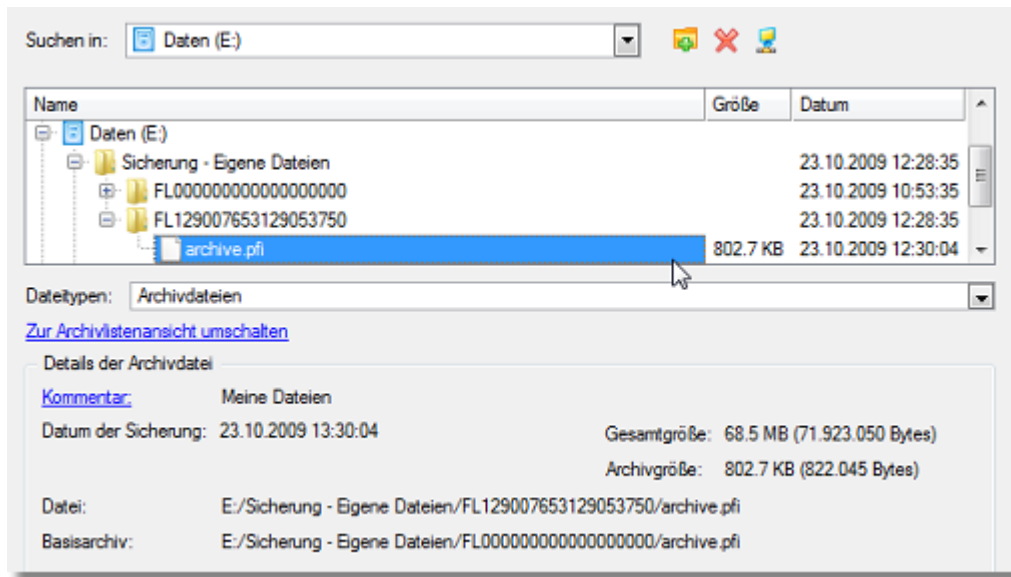 Suchen in: Daten (E:)
Name Größe Datum
Daten (E:)
Sicherung - Eigene Dateien 23.10.2009 12:28:35
FL000000000000000000 23.10.2009 10:53:35
FL129007653129053750 23.10.2009 12:28:35
archive.pfi 802.7 KB 23.10.2009 12:30:04
Dateitypen: Archivdateien
Zur Archivlistenansicht umschalten
Details der Archivdatei
Kommentar: Meine Dateien
Datum der Sicherung: 23.10.2009 13:30:04 Gesamtgröße: 68.5 MB (71.923.050 Bytes)
Archivgröße: 802.7 KB (822.045 Bytes)
Datei: E:/Sicherung - Eigene Dateien/FL129007653129053750/archive.pfi
Basisarchiv: E:/Sicherung - Eigene Dateien/FL000000000000000000/archive.pfi